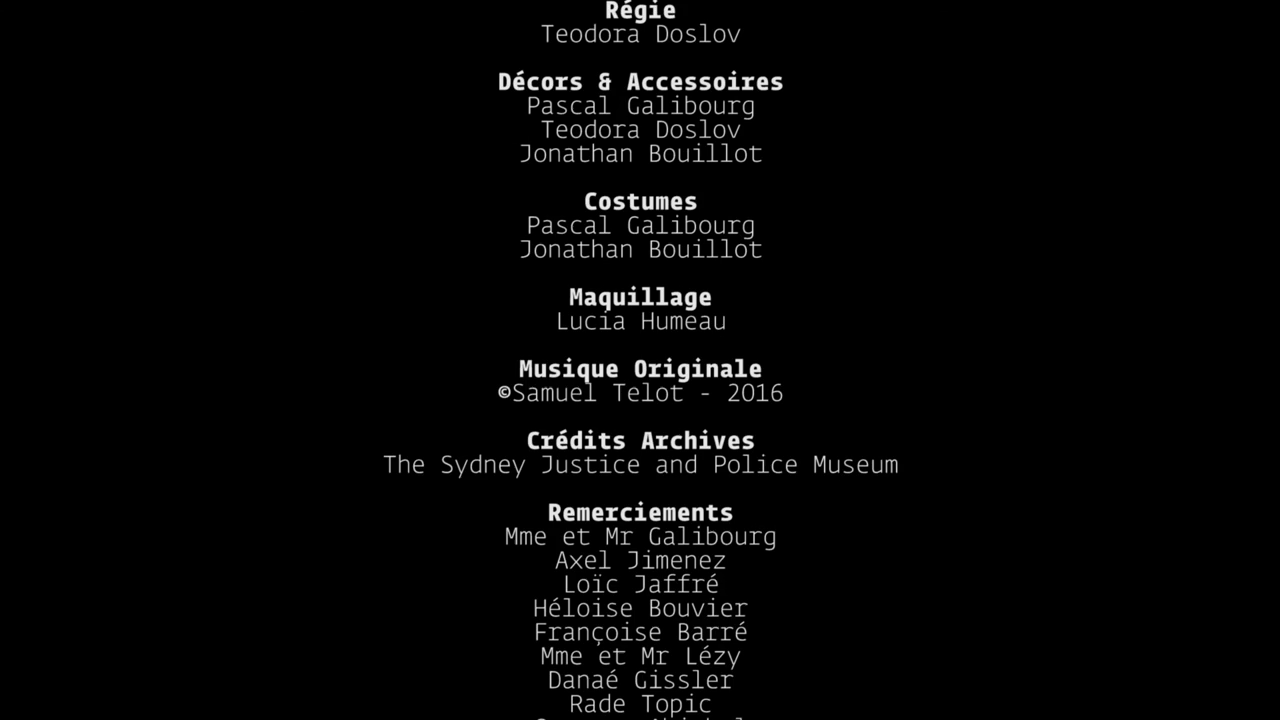 Régie
Teodora Doslov
Décors & Accessoires
Pascal Galibourg
Teodora Doslov
Jonathan Bouillot
Costumes
Pascal Galibourg
Jonathan Bouillot
Maquillage
Lucia Humeau
Musique Originale
©Samuel Telot - 2016
Crédits Archives
The Sydney Justice and Police Museum
Remerciements
Mme et Mr Galibourg
Axel Jimenez
Loïc Jaffré
Héloise Bouvier
Françoise Barré
Mme et Mr Lézy
Danaé Gissler
Rade Topic